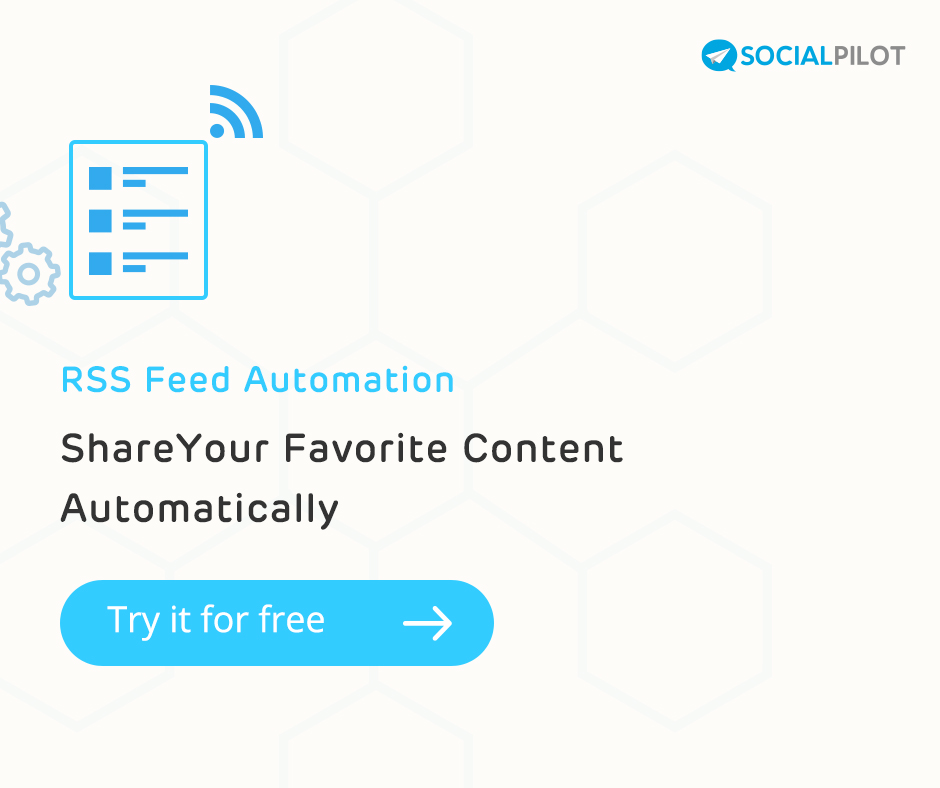 SOCIALPILOT
RSS Feed Automation
ShareYour Favorite Content
Automatically
Try it for free